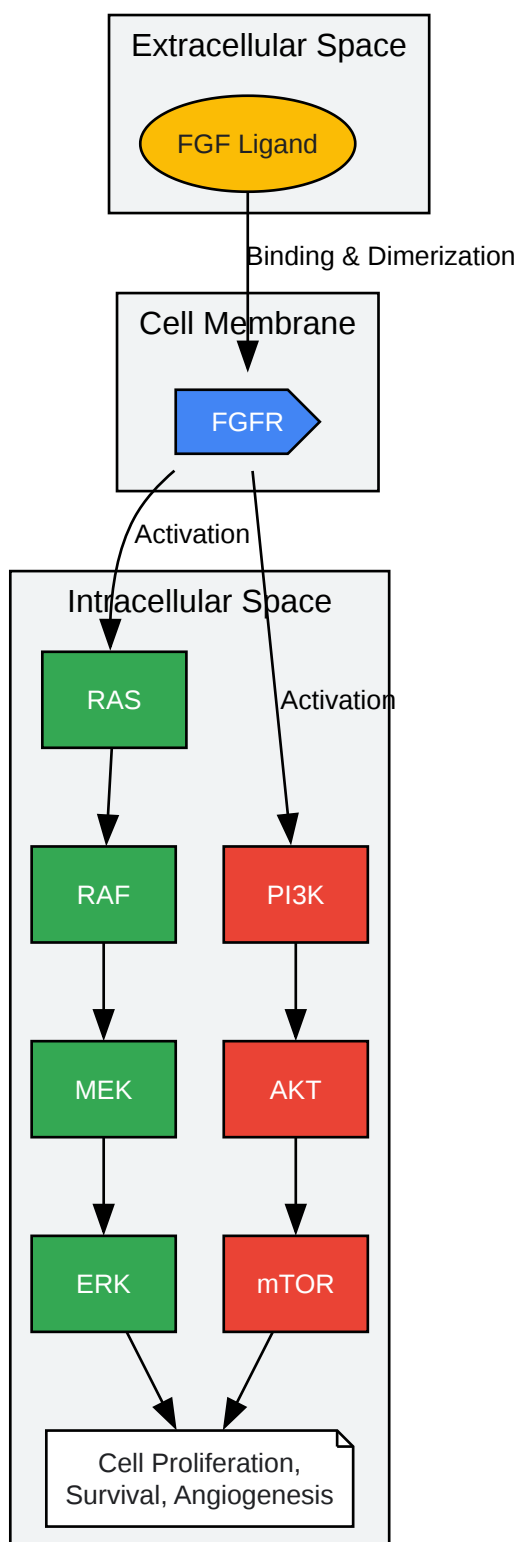 Extracellular Space
FGF Ligand
Binding & Dimerization
Cell Membrane
FGFR
Activation
Intracellular Space
RAS
Activation
RAF
PI3K
MEK
AKT
ERK
mTOR
Cell Proliferation,
Survival, Angiogenesis